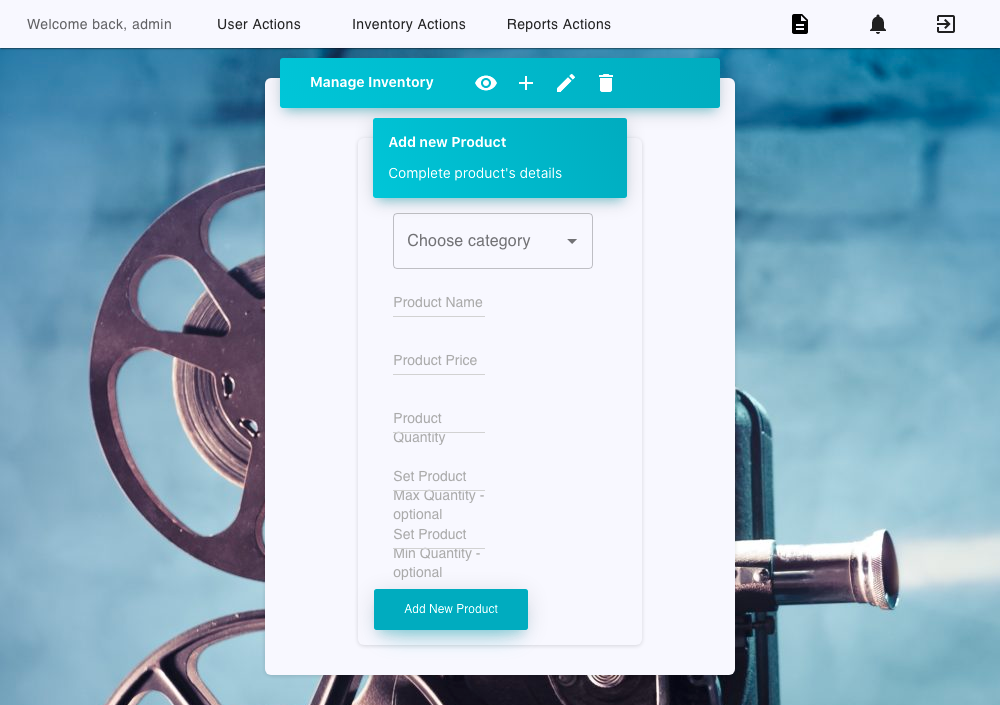 Welcome back, admin User Actions Inventory Actions Reports Actions
Manage Inventory
Add new Product
Complete product's details
Choose category
Product Name
Product Price
Product
Quantity
Set Product
Max Quantity -
optional
Set Product
Min Quantity -
optional
Add New Product